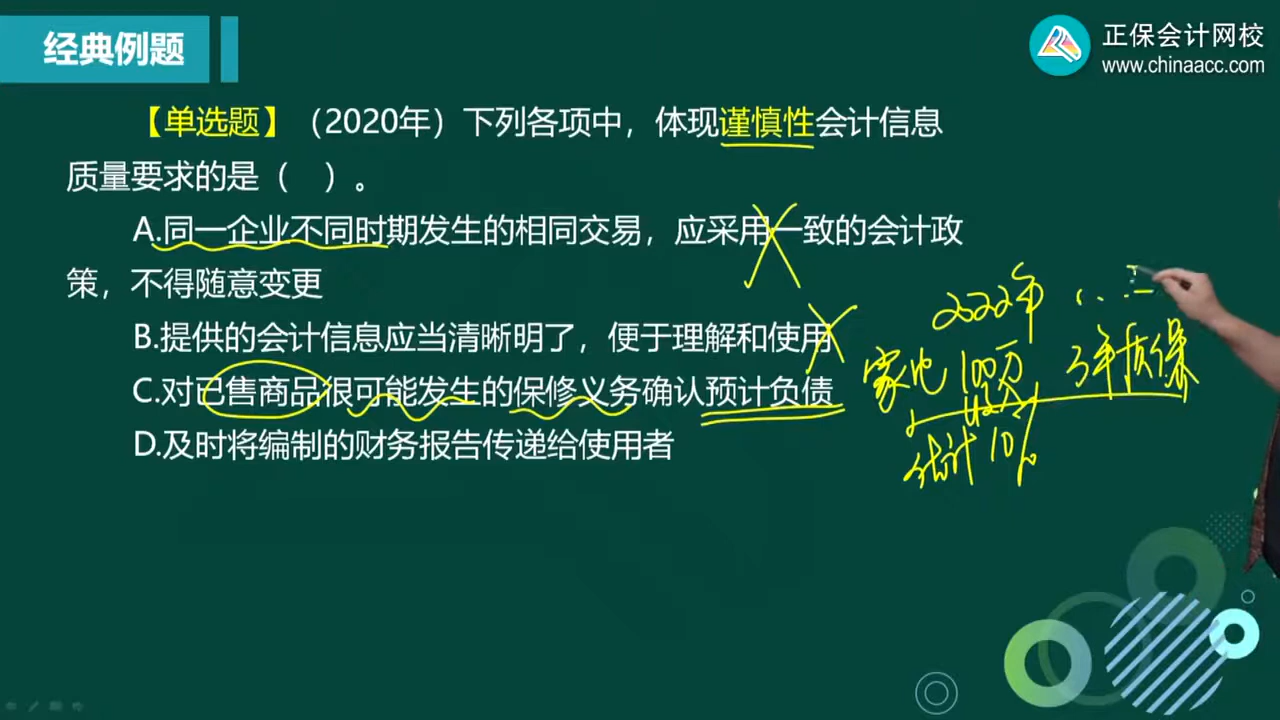 经典例题
正保会计网校
www.chinaacc.com
【单选题】（2020年）下列各项中，体现谨慎性会计信息
质量要求的是（ ）。
A.同一企业不同时期发生的相同交易，应采用一致的会计政
策，不得随意变更
B.提供的会计信息应当清晰明了，便于理解和使用
C.对已售商品很可能发生的保修义务确认预计负债
D.及时将编制的财务报告传递给使用者
2022年
家电 100万 3年质保
估计 10%